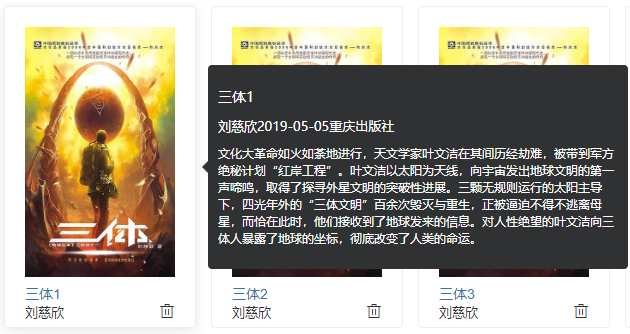 三体
三体1
刘慈欣2019-05-05重庆出版社
文化大革命如火如荼地进行，天文学家叶文洁在其间历经劫难，被带到军方
绝秘计划“红岸工程”。叶文洁以太阳为天线，向宇宙发出地球文明的第一
声啼鸣，取得了探寻外星文明的突破性进展。三颗无规则运行的太阳主导
下，四光年外的“三体文明”百余次毁灭与重生，正被逼迫不得不逃离母
星，而恰在此时，他们接收到了地球发来的信息。对人性绝望的叶文洁向三
体人暴露了地球的坐标，彻底改变了人类的命运。
三体1
刘慈欣
三体2
刘慈欣
三体3
刘慈欣